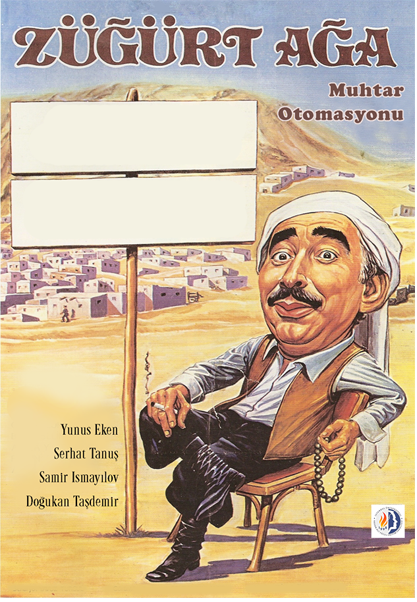 ZÜĞÜRT AĞA
Muhtar
Otomasyonu
Yunus Eken
Serhat Tanuş
Samir Ismayılov
Doğukan Taşdemir